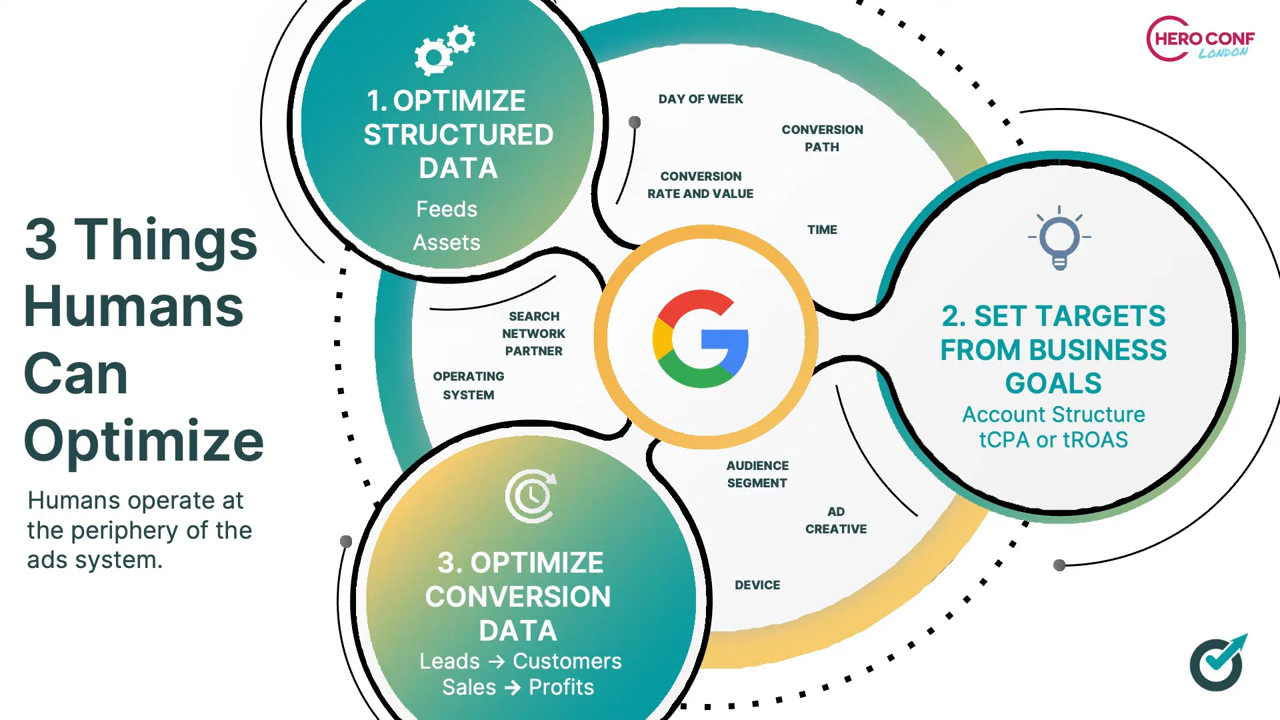 3 Things
Humans
Can
Optimize
Humans operate at
the periphery of the
ads system.
1. OPTIMIZE
STRUCTURED
DATA
Feeds
Assets
DAY OF WEEK
CONVERSION
PATH
CONVERSION
RATE AND VALUE
TIME
SEARCH
NETWORK
PARTNER
OPERATING
SYSTEM
G
2. SET TARGETS
FROM BUSINESS
GOALS
Account Structure
tCPA or tROAS
AUDIENCE
SEGMENT
AD
CREATIVE
DEVICE
3. OPTIMIZE
CONVERSION
DATA
Leads → Customers
Sales → Profits
HERO CONF
LONDON